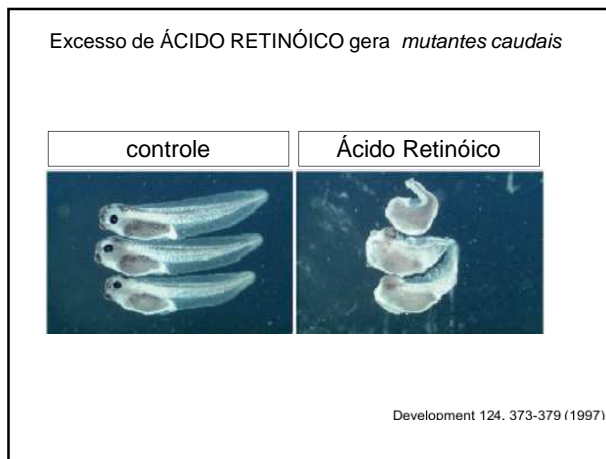 Excesso de ÁCIDO RETINÓICO gera mutantes caudais
controle
Ácido Retinóico
Development 124, 373-379 (1997)